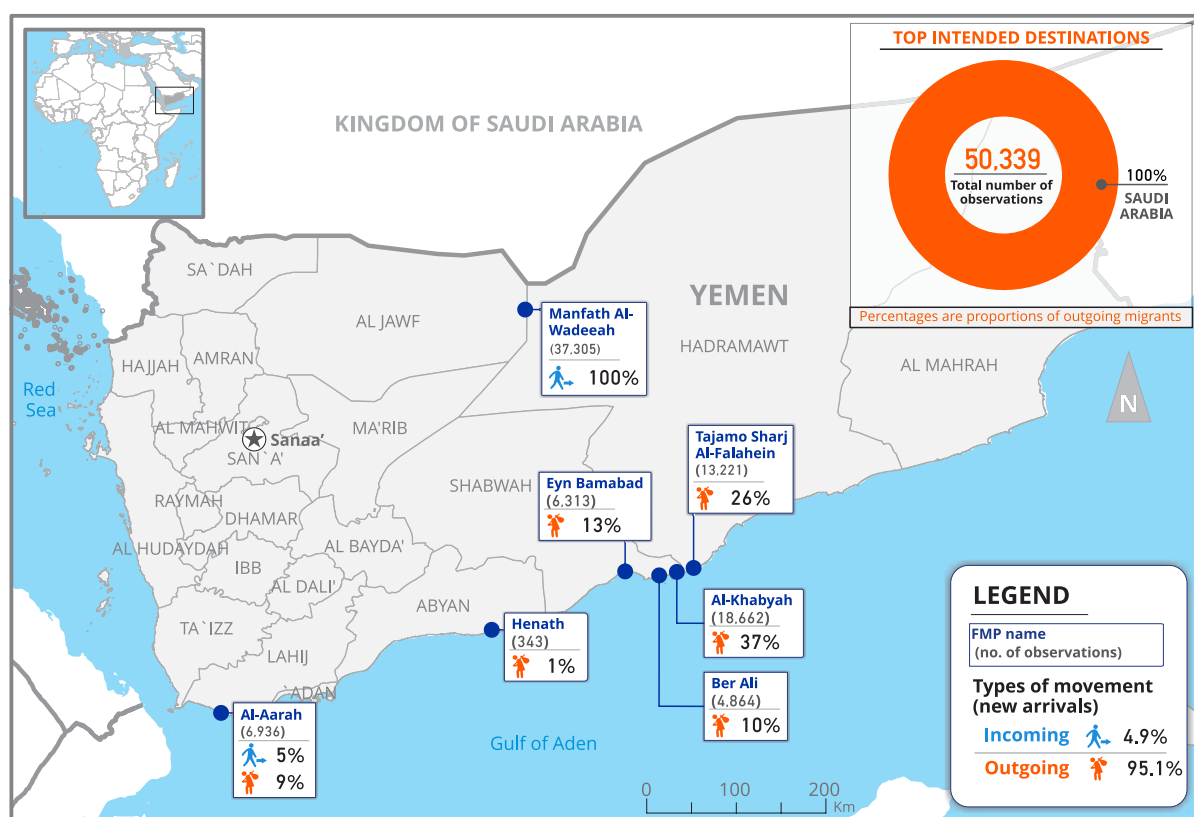 TOP INTENDED DESTINATIONS
50,339
Total number of
observations
100%
SAUDI
ARABIA
Percentages are proportions of outgoing migrants
KINGDOM OF SAUDI ARABIA
YEMEN
SA`DAH
AL JAWF
HADRAMAWT
AL MAHRAH
HAJJAH
AMRAN
Red
Sea
AL MAHWIT
Sanaa'
SAN`A'
MA'RIB
SHABWAH
RAYMAH
DHAMAR
AL HUDAYDAH
IBB
AL BAYDA'
AL DALI'
ABYAN
TA`IZZ
LAHIJ
`ADAN
Gulf of Aden
N
Manfath Al-
Wadeeah
(37,305)
100%
Tajamo Sharj
Al-Falahein
(13,221)
26%
Eyn Bamabad
(6,313)
13%
Al-Khabyah
(18,662)
37%
Henath
(343)
1%
Ber Ali
(4,864)
10%
Al-Aarah
(6,936)
5%
9%
0 100 200
Km
LEGEND
FMP name
(no. of observations)
Types of movement
(new arrivals)
Incoming 4.9%
Outgoing 95.1%